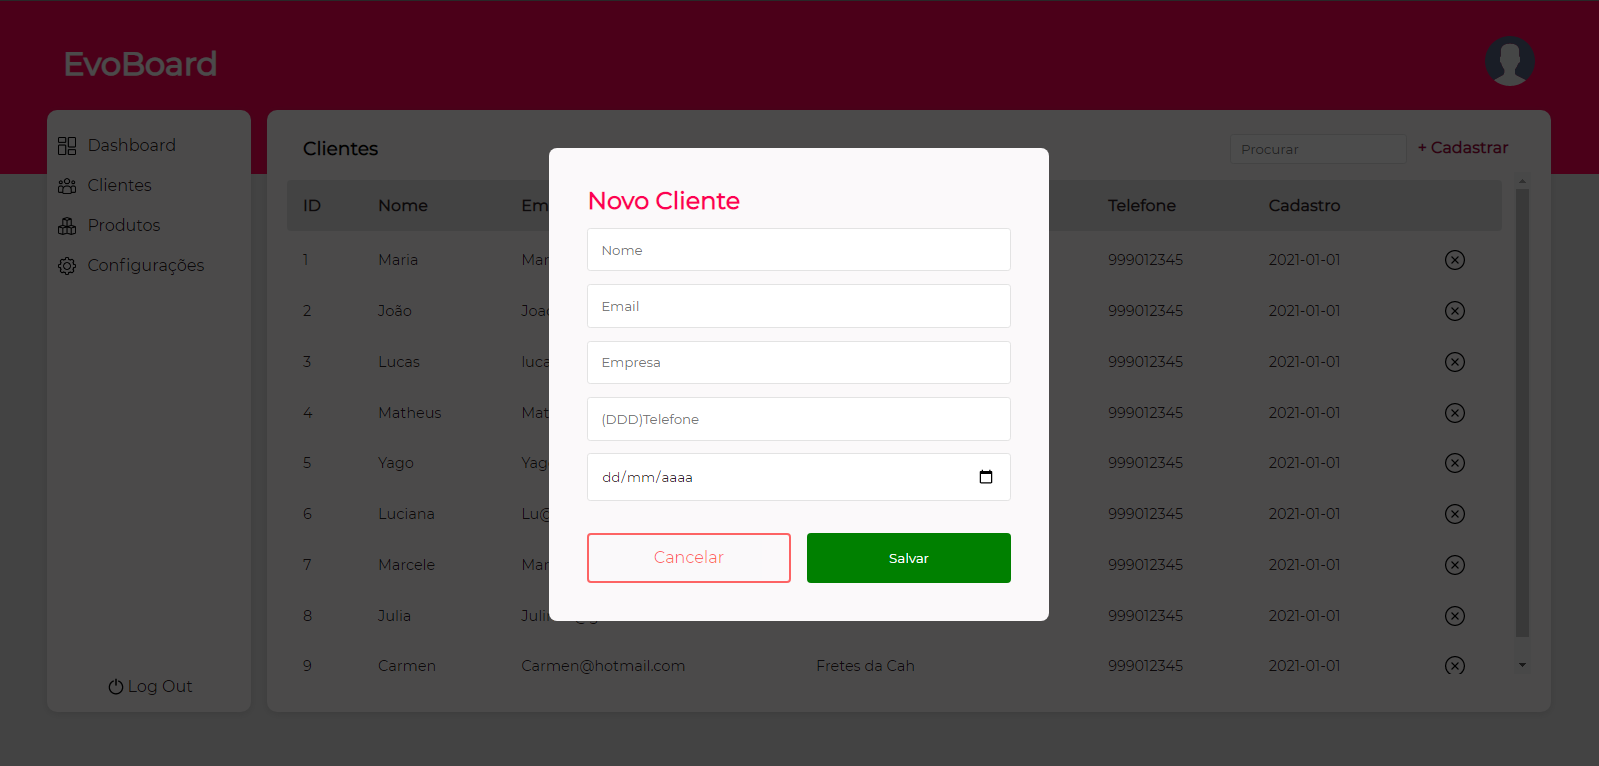 EvoBoard
Dashboard
Clientes
Produtos
Configurações
Log Out
Clientes
Procurar
+ Cadastrar
ID Nome Em Telefone Cadastro
1 Maria Mar 999012345 2021-01-01
2 João Joao 999012345 2021-01-01
3 Lucas luca 999012345 2021-01-01
4 Matheus Mat 999012345 2021-01-01
5 Yago Yag 999012345 2021-01-01
6 Luciana Lu@ 999012345 2021-01-01
7 Marcele Mar 999012345 2021-01-01
8 Julia 999012345 2021-01-01
9 Carmen Carmen@hotmail.com Fretes da Cah 999012345 2021-01-01
Novo Cliente
Nome
Email
Empresa
(DDD)Telefone
dd/mm/aaaa
Cancelar
Salvar